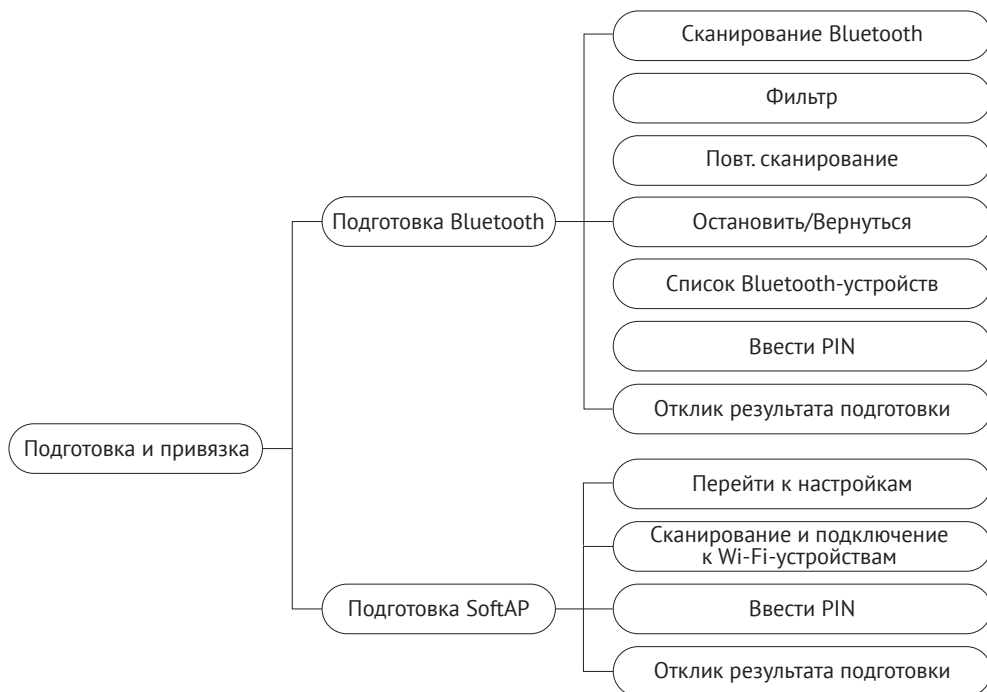 Сканирование Bluetooth
Фильтр
Повт. сканирование
Подготовка Bluetooth
Остановить/Вернуться
Список Bluetooth-устройств
Ввести PIN
Отклик результата подготовки
Подготовка и привязка
Перейти к настройкам
Сканирование и подключение
к Wi-Fi-устройствам
Подготовка SoftAP
Ввести PIN
Отклик результата подготовки